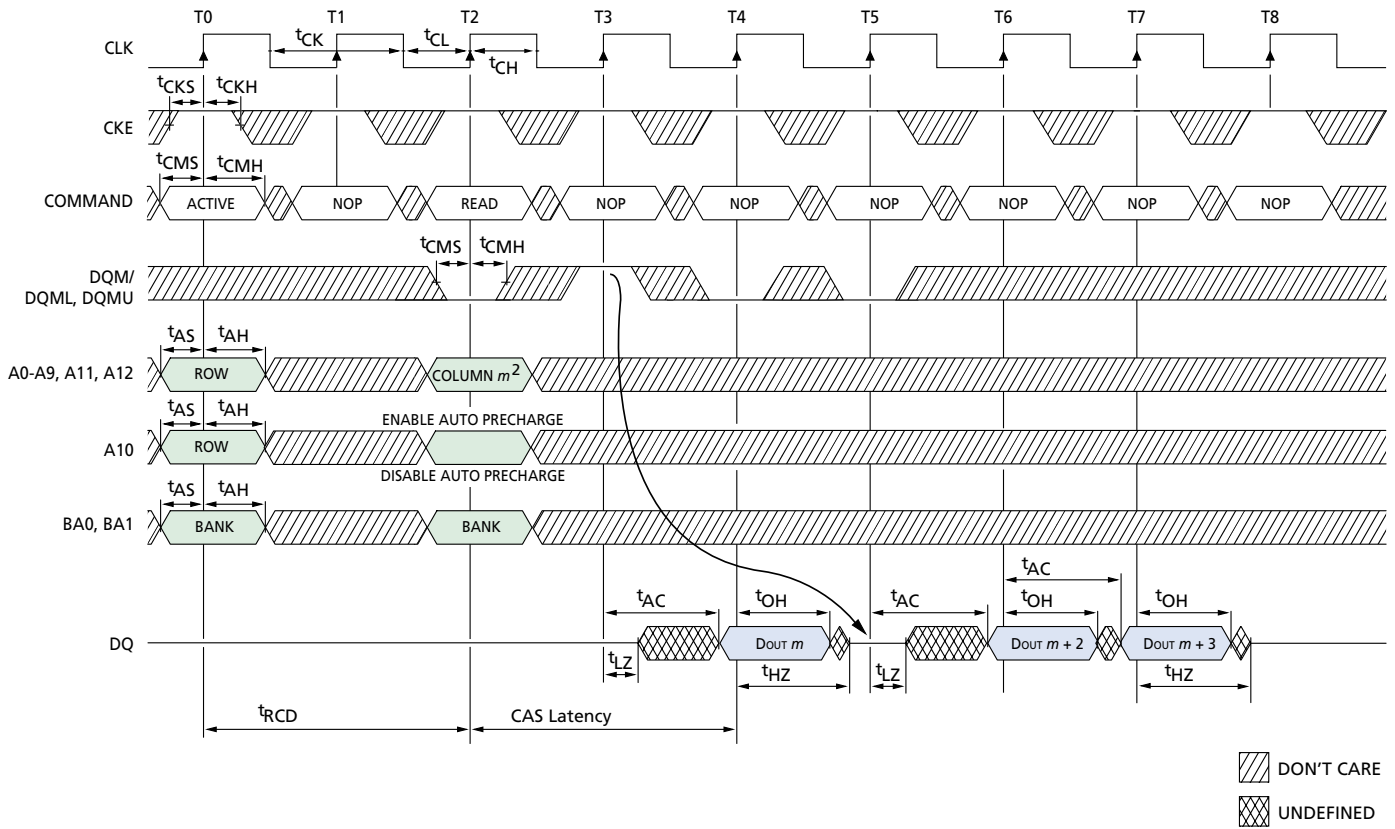 T0 T1 T2 T3 T4 T5 T6 T7 T8
CLK
tCK tCL
tCH
tCKS tCKH
CKE
tCMS tCMH
COMMAND ACTIVE NOP READ NOP NOP NOP NOP NOP NOP
tCMS tCMH
DQM/
DQML, DQMU
tAS tAH
A0-A9, A11, A12 ROW COLUMN m2
tAS tAH
ENABLE AUTO PRECHARGE
A10 ROW
DISABLE AUTO PRECHARGE
tAS tAH
BA0, BA1 BANK BANK
tAC
tAC tOH tAC tOH tOH
DQ DOUT m DOUT m + 2 DOUT m + 3
tLZ tHZ tLZ tHZ
tRCD CAS Latency
DON'T CARE
UNDEFINED